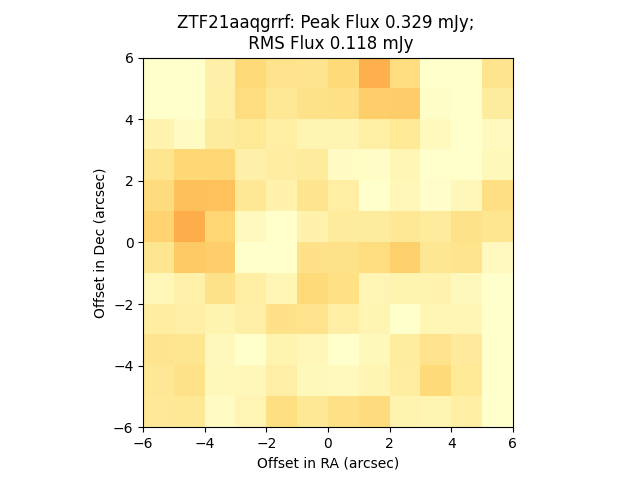 ZTF21aaqgrrf: Peak Flux 0.329 mJy;
RMS Flux 0.118 mJy
6
4
2
0
−2
−4
−6
Offset in Dec (arcsec)
−6 −4 −2 0 2 4 6
Offset in RA (arcsec)